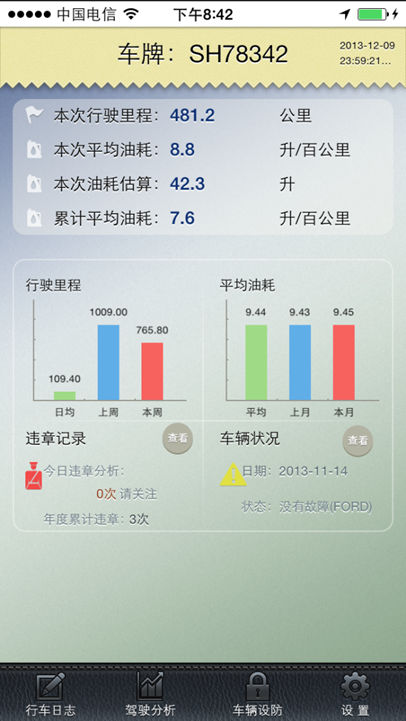 中国电信 下午8:42
车牌：SH78342
2013-12-09
23:59:21...
本次行驶里程：481.2 公里
本次平均油耗：8.8 升/百公里
本次油耗估算：42.3 升
累计平均油耗：7.6 升/百公里
行驶里程
109.40 1009.00 765.80
日均 上周 本周
平均油耗
9.44 9.43 9.45
平均 上月 本月
违章记录 查看
今日违章分析：
0次 请关注
年度累计违章：3次
车辆状况 查看
日期：2013-11-14
状态：没有故障(FORD)
行车日志 驾驶分析 车辆设防 设 置